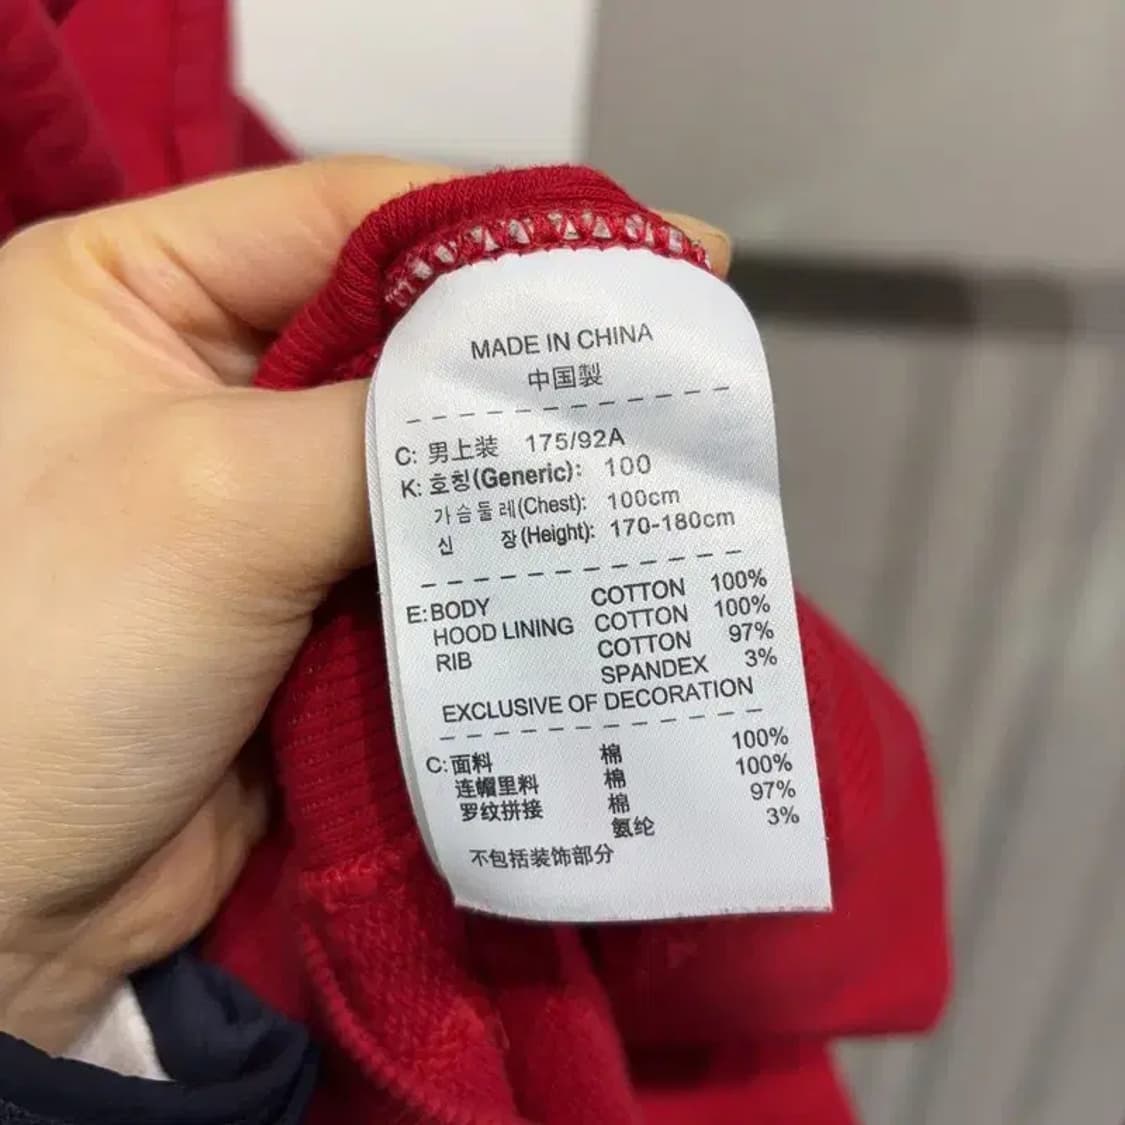 MADE IN CHINA
中国製
C: 男上装 175/92A
K: 호칭(Generic): 100
가슴둘레(Chest): 100cm
신 장(Height): 170-180cm
E: BODY COTTON 100%
HOOD LINING COTTON 100%
RIB COTTON 97%
SPANDEX 3%
EXCLUSIVE OF DECORATION
C: 面料 棉 100%
连帽里料 棉 100%
罗纹拼接 棉 97%
氨纶 3%
不包括装饰部分